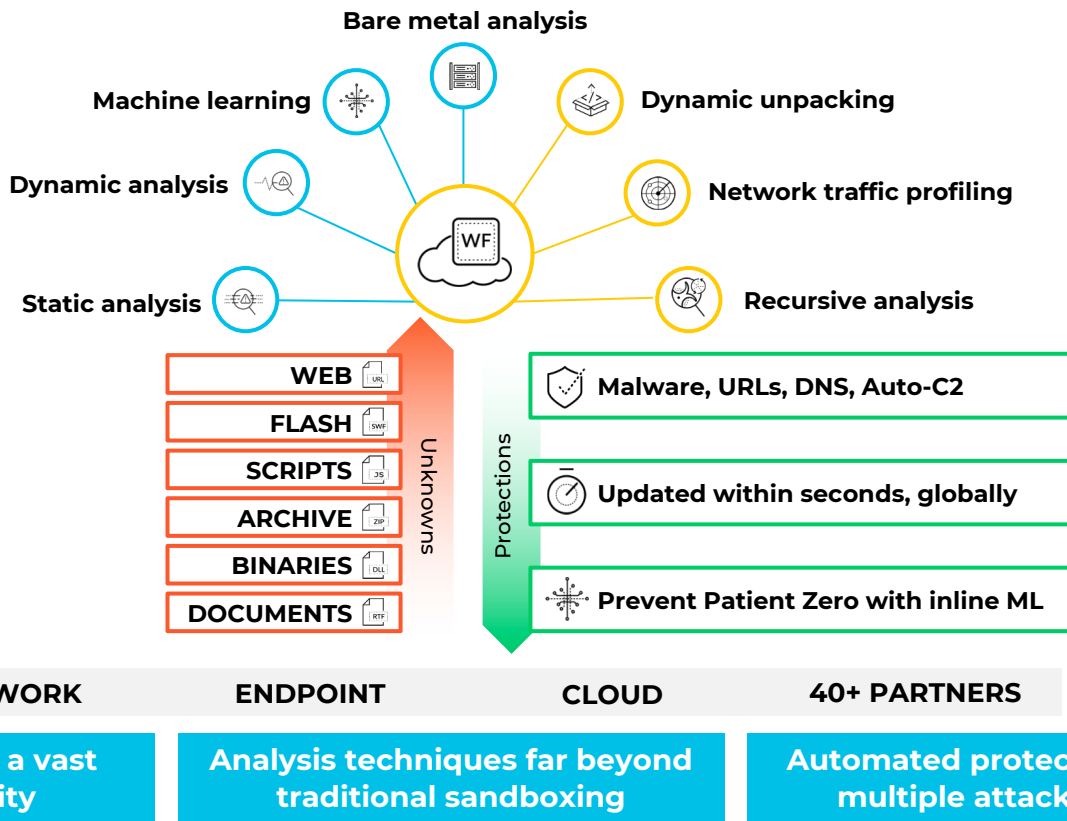 Bare metal analysis
Machine learning
Dynamic unpacking
Dynamic analysis
Network traffic profiling
WF
Static analysis
Recursive analysis
WEB URL
FLASH SWF
SCRIPTS JS
ARCHIVE ZIP
BINARIES DLL
DOCUMENTS RTF
Unknowns
Protections
Malware, URLs, DNS, Auto-C2
Updated within seconds, globally
Prevent Patient Zero with inline ML
WORK ENDPOINT CLOUD 40+ PARTNERS
a vast
ity
Analysis techniques far beyond
traditional sandboxing
Automated protec
multiple attack